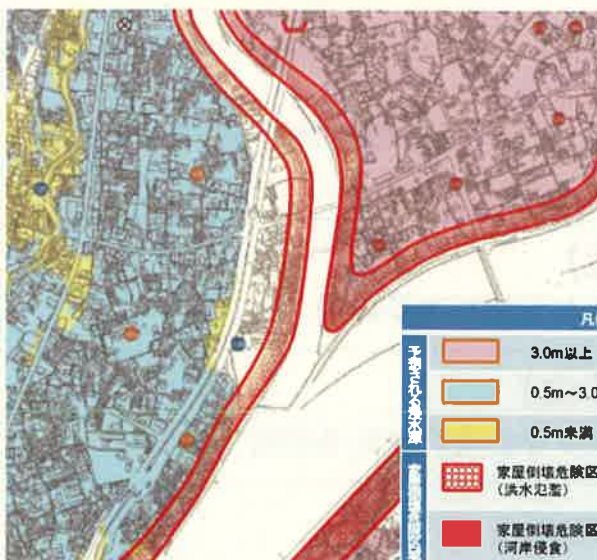 凡
3.0m以上
0.5m～3.0
0.5m未満
家屋倒壊危険区
(洪水氾濫)
家屋倒壊危険区
(河岸侵食)